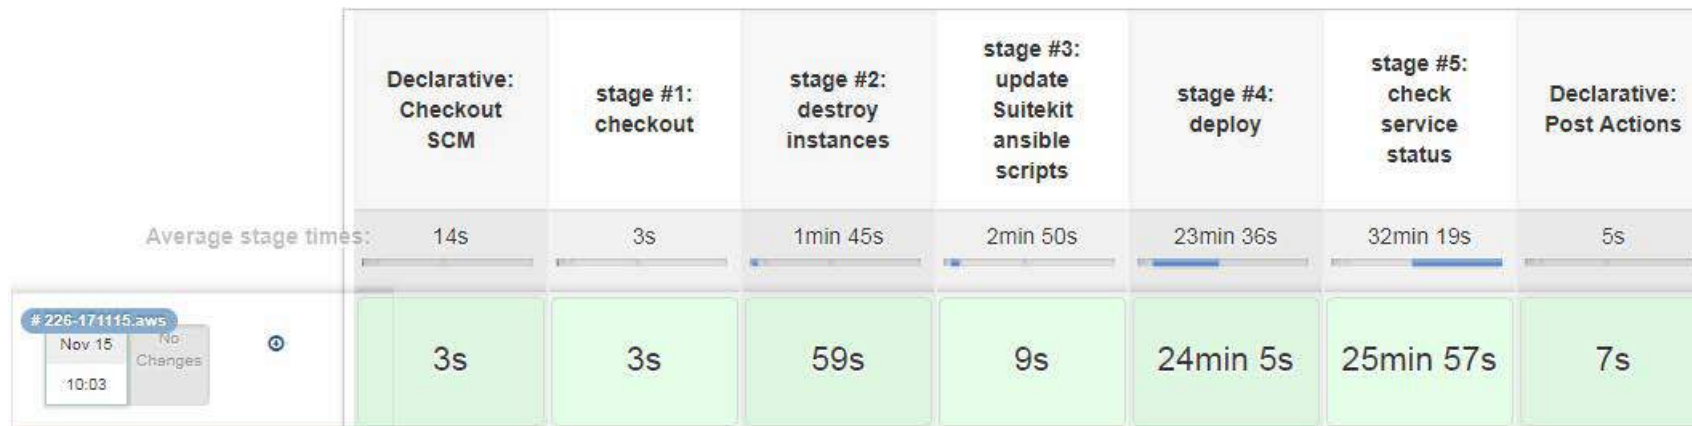 Declarative:
Checkout
SCM
stage #1:
checkout
stage #2:
destroy
instances
stage #3:
update
Suitekit
ansible
scripts
stage #4:
deploy
stage #5:
check
service
status
Declarative:
Post Actions
Average stage times:
14s
3s
1min 45s
2min 50s
23min 36s
32min 19s
5s
# 226-171115.aws
Nov 15
10:03
No
Changes
3s
3s
59s
9s
24min 5s
25min 57s
7s